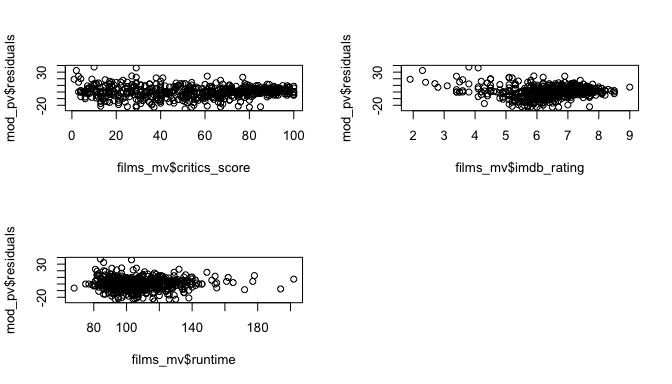 mod_pv$residuals
30
-20
0 20 40 60 80 100
films_mv$critics_score
mod_pv$residuals
30
-20
2 3 4 5 6 7 8 9
films_mv$imdb_rating
mod_pv$residuals
30
-20
80 100 140 180
films_mv$runtime